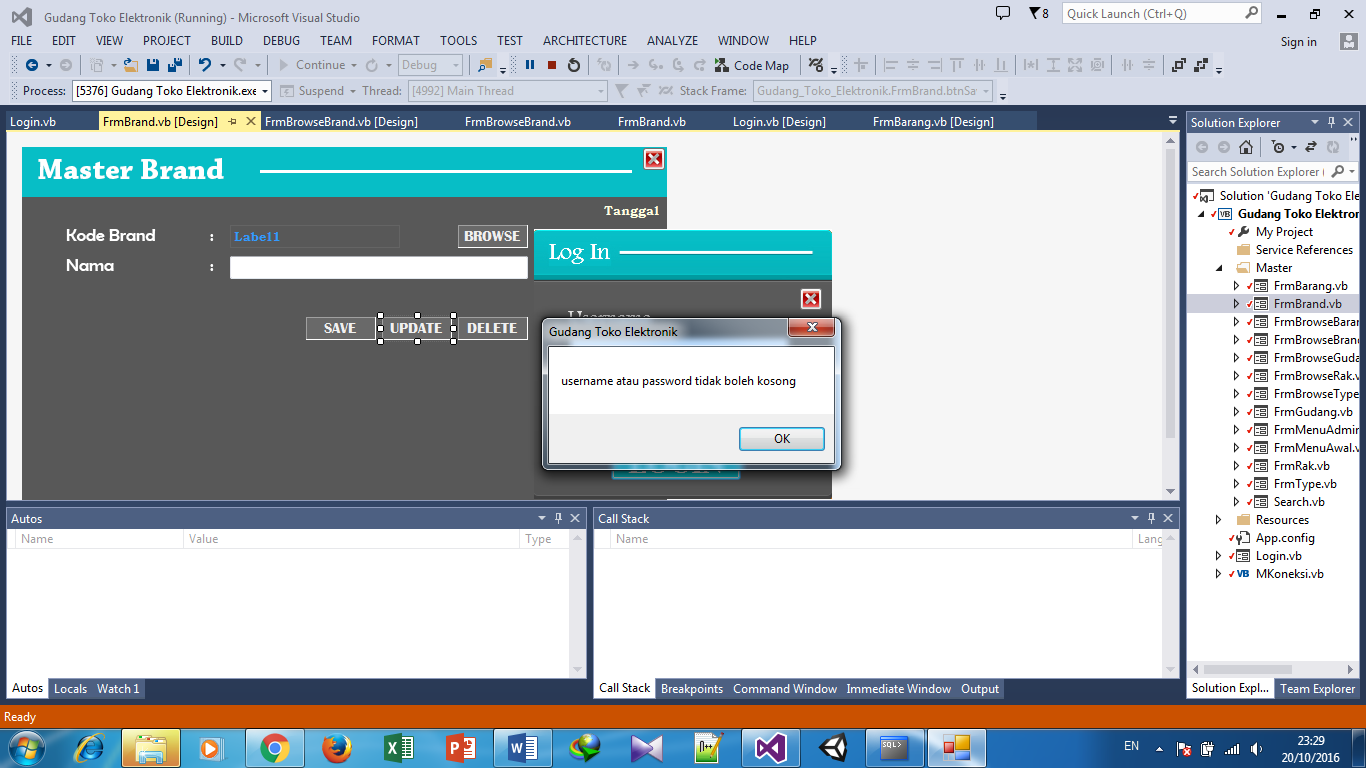 Gudang Toko Elektronik (Running) - Microsoft Visual Studio
8
Quick Launch (Ctrl+Q)
FILE EDIT VIEW PROJECT BUILD DEBUG TEAM FORMAT TOOLS TEST ARCHITECTURE ANALYZE WINDOW HELP
Sign in
Continue Debug Code Map
Process: [5376] Gudang Toko Elektronik.exe Suspend Thread: [4992] Main Thread Stack Frame: Gudang_Toko_Elektronik.FrmBrand.btnSa
Login.vb FrmBrand.vb [Design] FrmBrowseBrand.vb [Design] FrmBrowseBrand.vb FrmBrand.vb Login.vb [Design] FrmBarang.vb [Design]
Master Brand
Tanggal
Kode Brand : Label1 BROWSE
Nama :
SAVE UPDATE DELETE
Log In
Username
Gudang Toko Elektronik
username atau password tidak boleh kosong
OK
LOGIN
Solution Explorer
Search Solution Explorer (
Solution 'Gudang Toko Ele
Gudang Toko Elektron
My Project
Service References
Master
FrmBarang.vb
FrmBrand.vb
FrmBrowseBaran
FrmBrowseBrand
FrmBrowseGuda
FrmBrowseRak.v
FrmBrowseType
FrmGudang.vb
FrmMenuAdmin
FrmMenuAwal.v
FrmRak.vb
FrmType.vb
Search.vb
Resources
App.config
Login.vb
MKoneksi.vb
Solution Expl... Team Explorer
Autos
Name Value Type
Autos Locals Watch 1
Call Stack
Name Lang
Call Stack Breakpoints Command Window Immediate Window Output
Ready
EN
23:29
20/10/2016